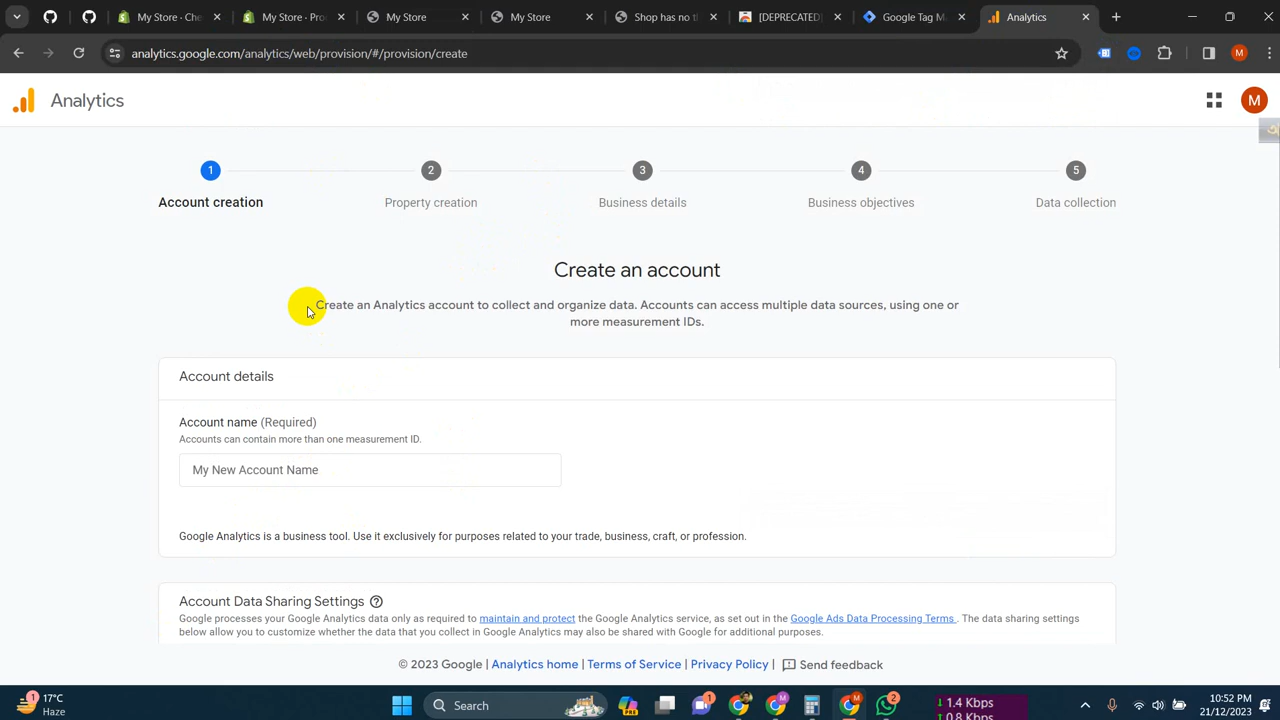 My Store · Che
My Store · Pro
My Store
My Store
Shop has no t
[DEPRECATED]
Google Tag M
Analytics
analytics.google.com/analytics/web/provision/#/provision/create
M
Analytics
M
1
2
3
4
5
Account creation
Property creation
Business details
Business objectives
Data collection
Create an account
Create an Analytics account to collect and organize data. Accounts can access multiple data sources, using one or
more measurement IDs.
Account details
Account name (Required)
Accounts can contain more than one measurement ID.
My New Account Name
Google Analytics is a business tool. Use it exclusively for purposes related to your trade, business, craft, or profession.
Account Data Sharing Settings
Google processes your Google Analytics data only as required to maintain and protect the Google Analytics service, as set out in the Google Ads Data Processing Terms . The data sharing settings
below allow you to customize whether the data that you collect in Google Analytics may also be shared with Google for additional purposes.
© 2023 Google | Analytics home | Terms of Service | Privacy Policy | Send feedback
1
17°C
Haze
Search
PRE
1
M
M
2
1.4 Kbps
0.8 Kbps
10:52 PM
21/12/2023